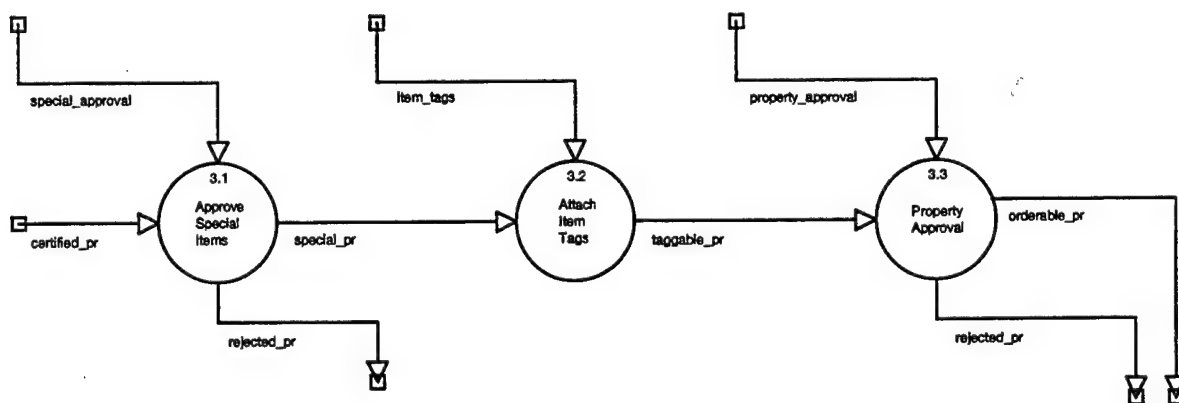 special_approval
item_tags
property_approval
3.1
Approve
Special
Items
3.2
Attach
Item
Tags
3.3
Property
Approval
certified_pr
special_pr
taggable_pr
orderable_pr
rejected_pr
rejected_pr